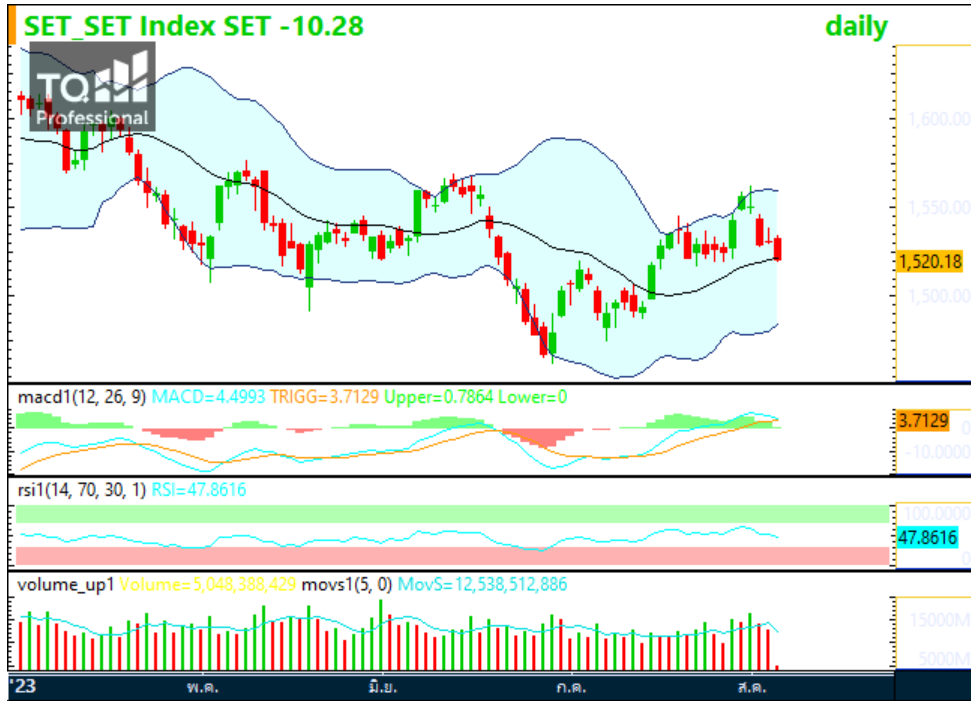 SET_SET Index SET -10.28 daily
TQ
Professional
1,600.00
1,550.00
1,520.18
1,500.00
macd1(12, 26, 9) MACD=4.4993 TRIGG=3.7129 Upper=0.7864 Lower=0
3.7129
0
-10.0000
rsi1(14, 70, 30, 1) RSI=47.8616
100.0000
47.8616
0
volume_up1 Volume=5,048,388,429 movs1(5, 0) MovS=12,538,512,886
15000M
5000M
'23 พ.ค. มิ.ย. ก.ค. ส.ค.